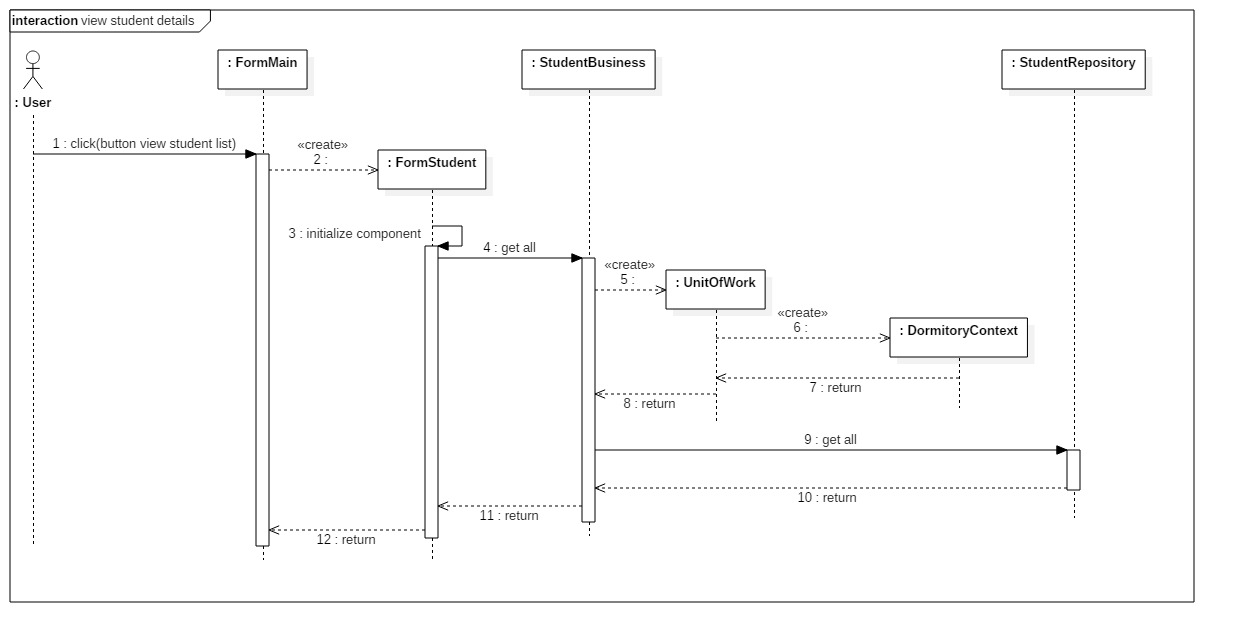 interaction view student details
: FormMain
: StudentBusiness
: StudentRepository
: User
1 : click(button view student list)
«create»
2 :
: FormStudent
3 : initialize component
4 : get all
«create»
5 :
: UnitOfWork
«create»
6 :
: DormitoryContext
7 : return
8 : return
9 : get all
10 : return
11 : return
12 : return